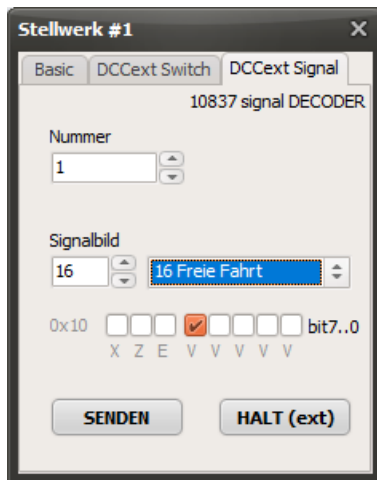 Stellwerk #1
Basic DCCext Switch DCCext Signal
10837 signal DECODER
Nummer
1
Signalbild
16 16 Freie Fahrt
0x10 bit7..0
X Z E V V V V V
SENDEN HALT (ext)